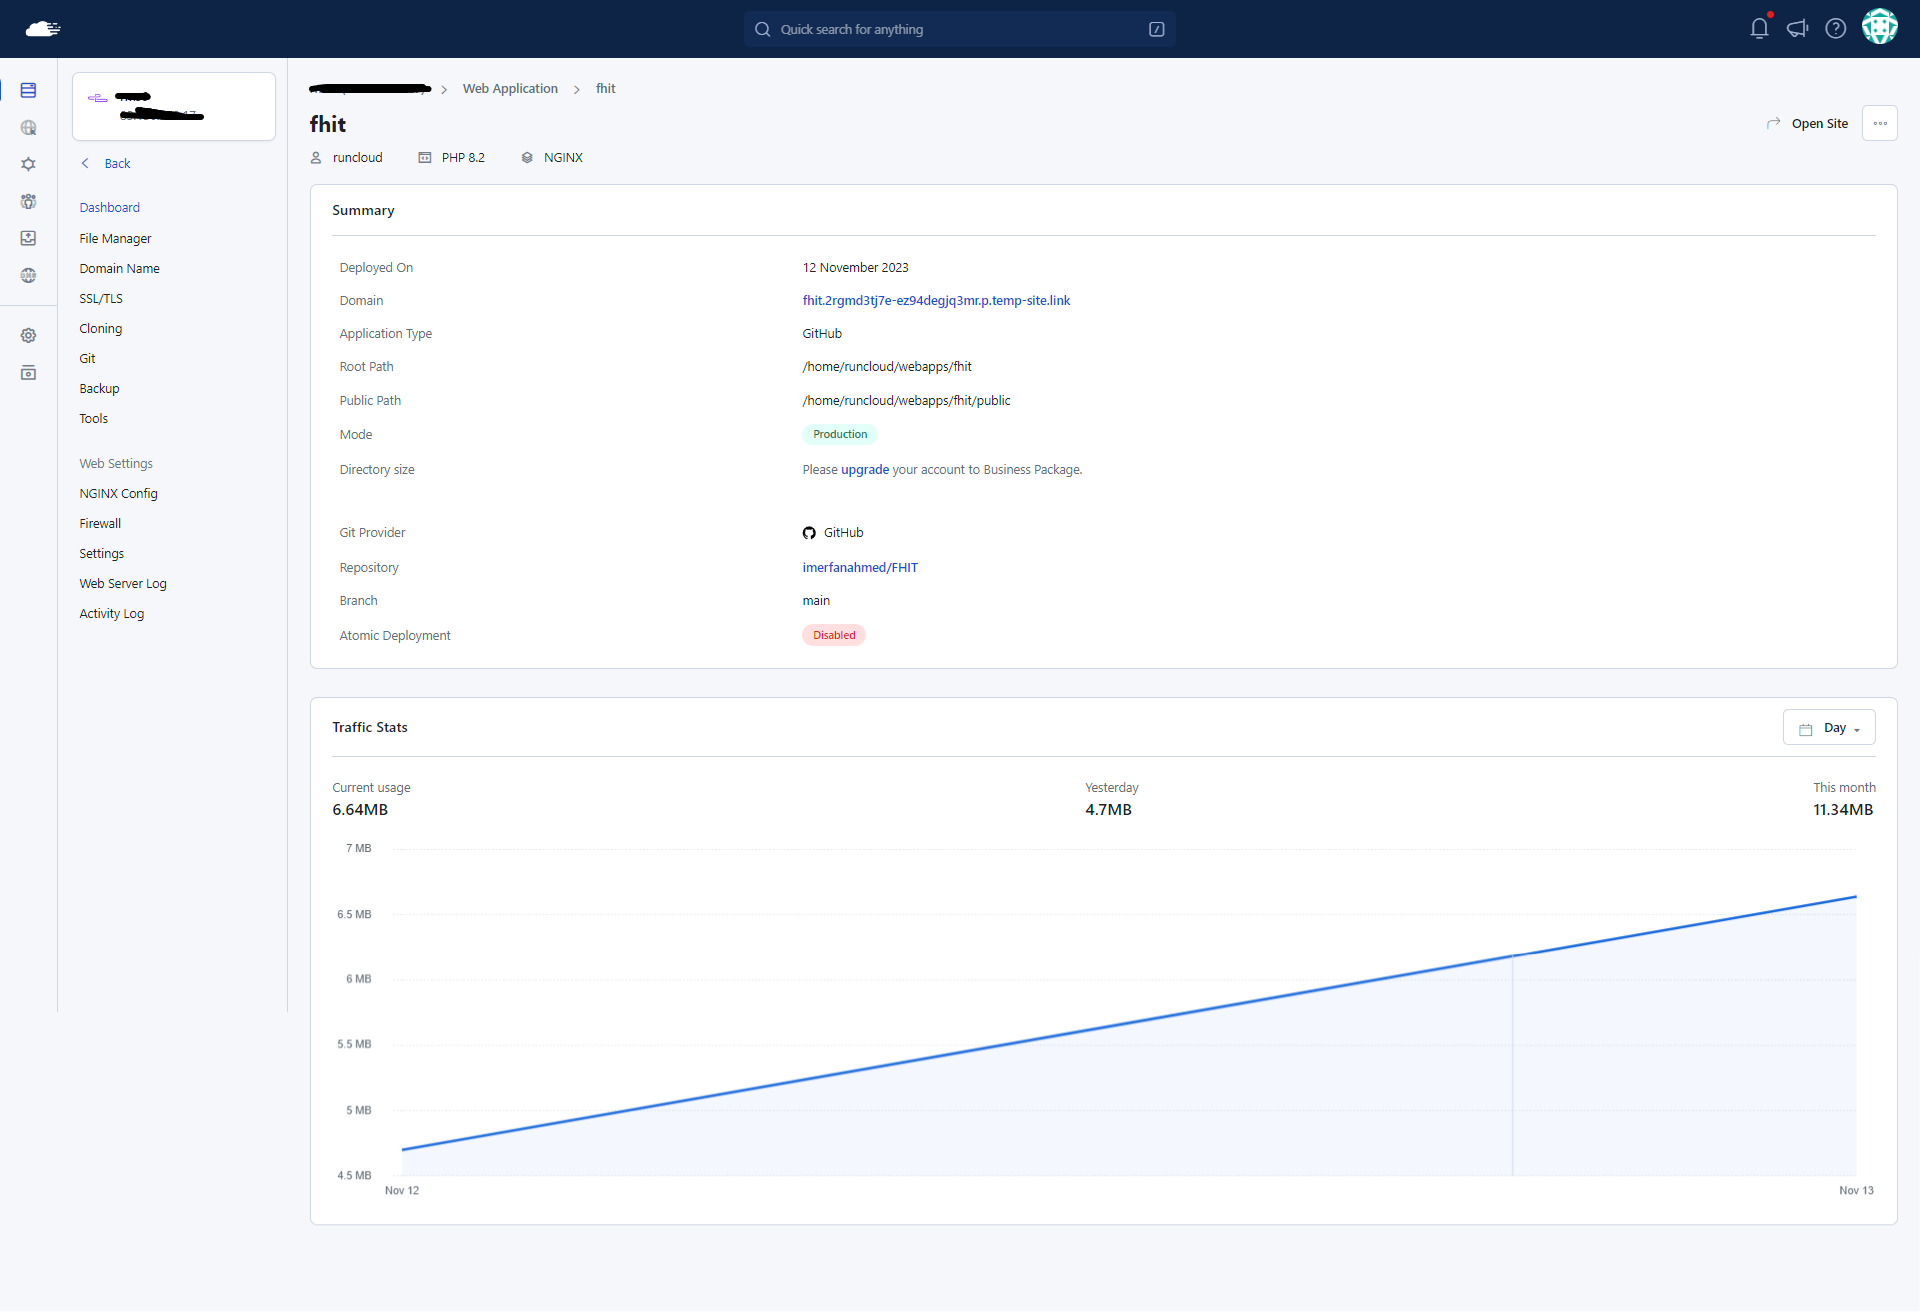 Quick search for anything /
Web Application > fhit
fhit
Open Site
runcloud PHP 8.2 NGINX
Back
Dashboard
File Manager
Domain Name
SSL/TLS
Cloning
Git
Backup
Tools
Web Settings
NGINX Config
Firewall
Settings
Web Server Log
Activity Log
Summary
Deployed On 12 November 2023
Domain fhit.2rgmd3tj7e-ez94degjq3mr.p.temp-site.link
Application Type GitHub
Root Path /home/runcloud/webapps/fhit
Public Path /home/runcloud/webapps/fhit/public
Mode Production
Directory size Please upgrade your account to Business Package.
Git Provider GitHub
Repository imerfanahmed/FHIT
Branch main
Atomic Deployment Disabled
Traffic Stats Day
Current usage Yesterday This month
6.64MB 4.7MB 11.34MB
7 MB
6.5 MB
6 MB
5.5 MB
5 MB
4.5 MB
Nov 12 Nov 13